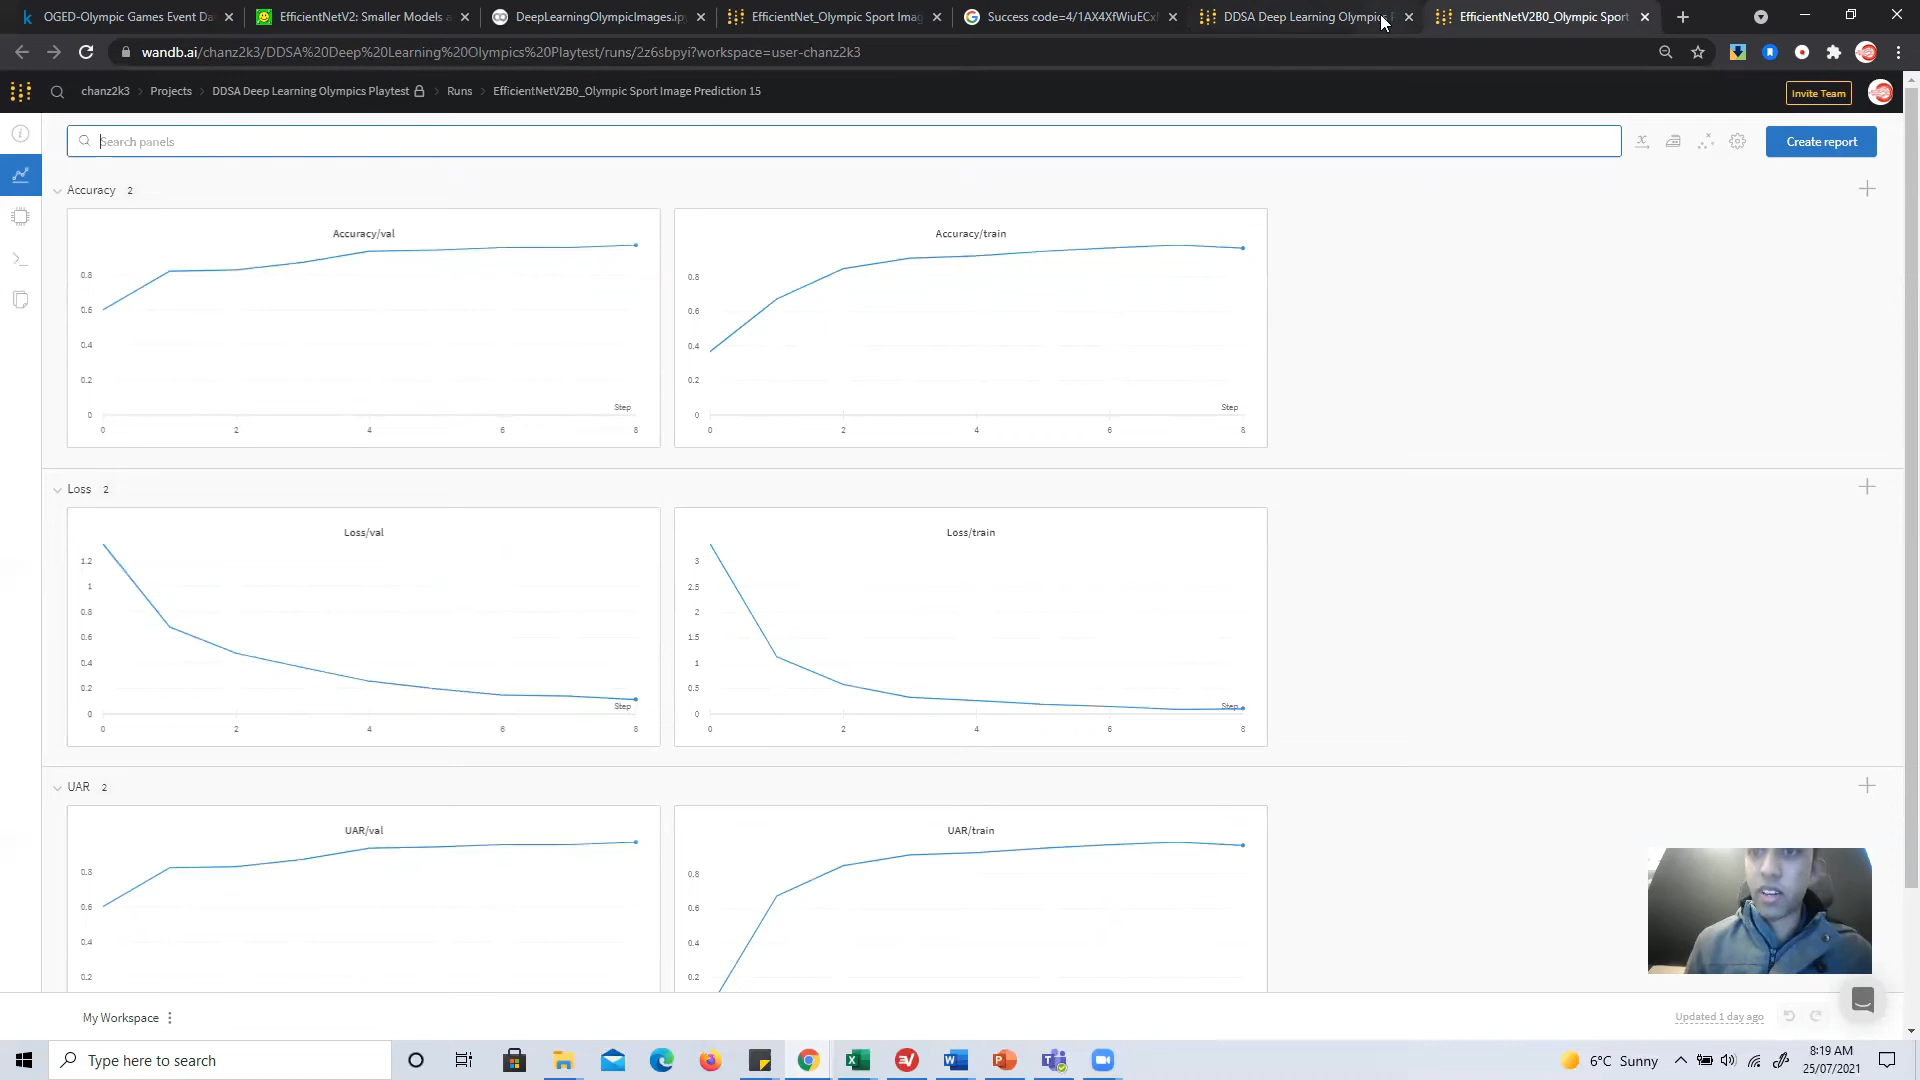 OGED-Olympic Games Event Da
EfficientNetV2: Smaller Models a
DeepLearningOlympicImages.ip
EfficientNet_Olympic Sport Imag
Success code=4/1AX4XfWiuECx
DDSA Deep Learning Olympics P
EfficientNetV2B0_Olympic Sport
wandb.ai/chanz2k3/DDSA%20Deep%20Learning%20Olympics%20Playtest/runs/2z6sbpyi?workspace=user-chanz2k3
chanz2k3 > Projects > DDSA Deep Learning Olympics Playtest > Runs > EfficientNetV2B0_Olympic Sport Image Prediction 15
Invite Team
Search panels
Create report
Accuracy 2
Accuracy/val
0.8
0.6
0.4
0.2
0
Step
0 2 4 6 8
Accuracy/train
0.8
0.6
0.4
0.2
0
Step
0 2 4 6 8
Loss 2
Loss/val
1.2
1
0.8
0.6
0.4
0.2
0
Step
0 2 4 6 8
Loss/train
3
2.5
2
1.5
1
0.5
0
Step
0 2 4 6 8
UAR 2
UAR/val
0.8
0.6
0.4
0.2
UAR/train
0.8
0.6
0.4
0.2
My Workspace
Updated 1 day ago
Type here to search
6°C Sunny
8:19 AM
25/07/2021